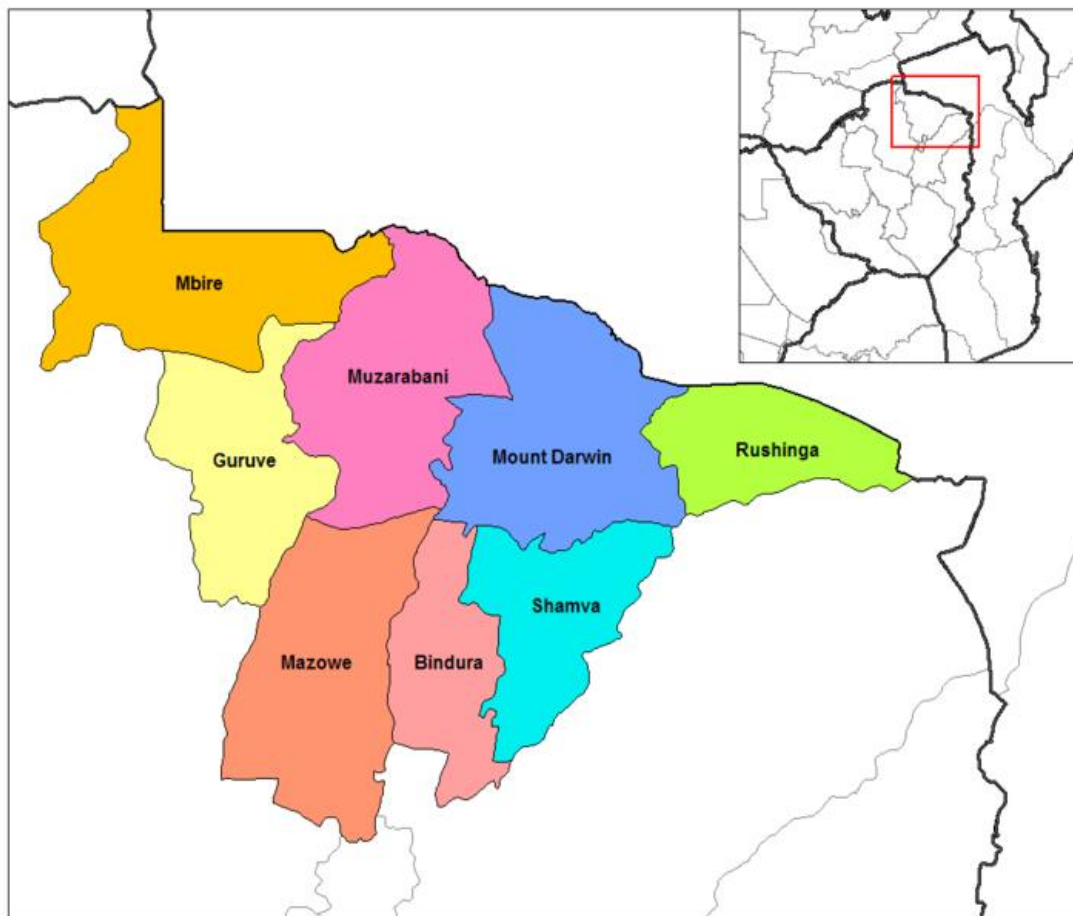 Mbire
Muzarabani
Guruve
Mount Darwin
Rushinga
Shamva
Mazowe
Bindura